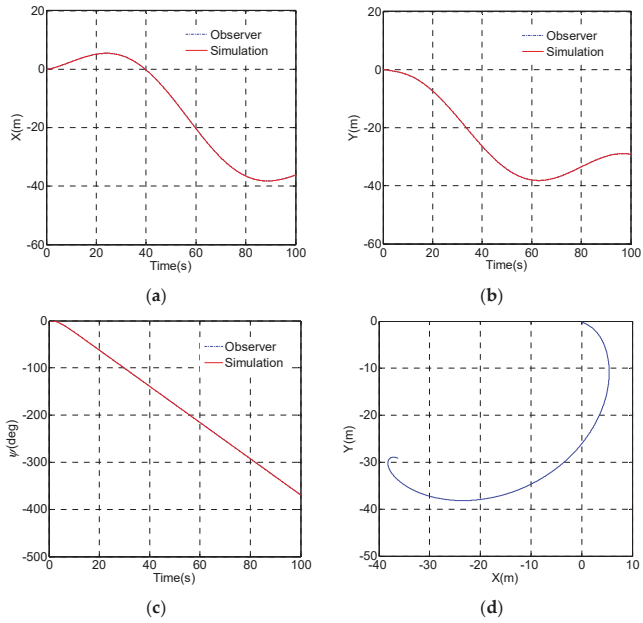 20
0
-20
-40
-60
0
20
40
60
80
100
X(m)
Time(s)
Observer
Simulation
(a)
20
0
-20
-40
-60
0
20
40
60
80
100
Y(m)
Time(s)
Observer
Simulation
(b)
0
-100
-200
-300
-400
-500
0
20
40
60
80
100
ψ(deg)
Time(s)
Observer
Simulation
(c)
0
-10
-20
-30
-40
-50
-40
-30
-20
-10
0
10
Y(m)
X(m)
(d)